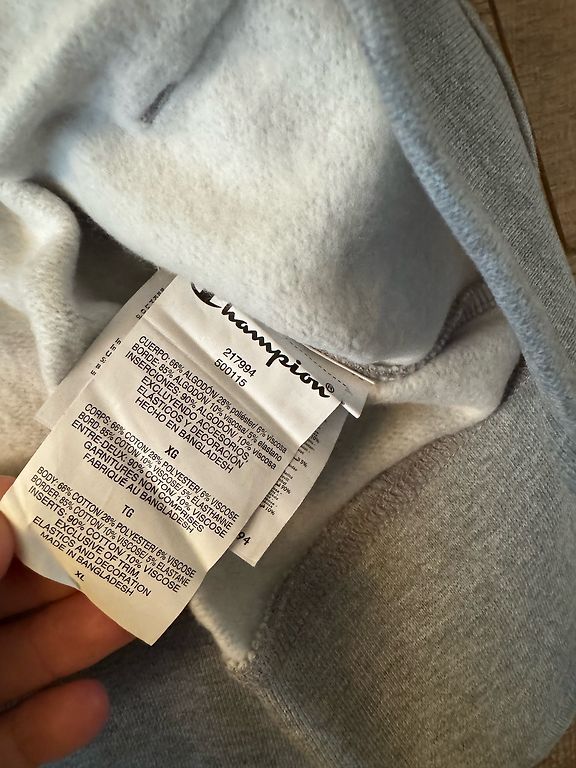 Champion
217994
500115
CUERPO: 66% ALGODÓN/ 28% poliéster/ 6% viscosa
BORDE: 85% ALGODÓN/ 10% viscosa/ 5% elastano
INSERCIONES: 90% ALGODÓN/ 10% viscosa
EXCLUYENDO ACCESORIOS
ELÁSTICOS Y DECORACIÓN
HECHO EN BANGLADESH
XG
CORPS: 66% COTON/ 28% POLYESTER/ 6% VISCOSE
BORD: 85% COTON/ 10% VISCOSE/ 5% ELASTHANNE
ENTREJEUX: 90% COTON/ 10% VISCOSE
GARNITURES NON COMPRISES
FABRIQUÉ AU BANGLADESH
TG
BODY: 66% COTTON/ 28% POLYESTER/ 6% VISCOSE
BORDER: 85% COTTON/ 10% VISCOSE/ 5% ELASTANE
INSERTS: 90% COTTON/ 10% VISCOSE
EXCLUSIVE OF TRIM,
ELASTICS AND DECORATION
MADE IN BANGLADESH
XL
94